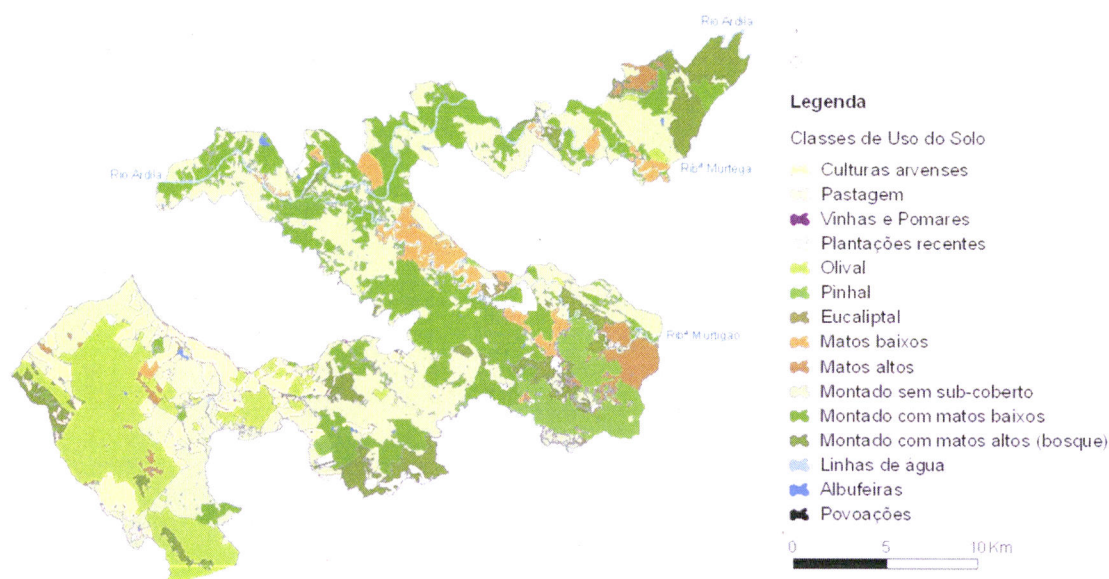 Rio Ardila
Rio Ardila
Ribª Murtega
Ribª Murtigão
Legenda
Classes de Uso do Solo
Culturas arvenses
Pastagem
Vinhas e Pomares
Plantações recentes
Olival
Pinhal
Eucaliptal
Matos baixos
Matos altos
Montado sem sub-coberto
Montado com matos baixos
Montado com matos altos (bosque)
Linhas de água
Albufeiras
Povoações
0 5 10 Km